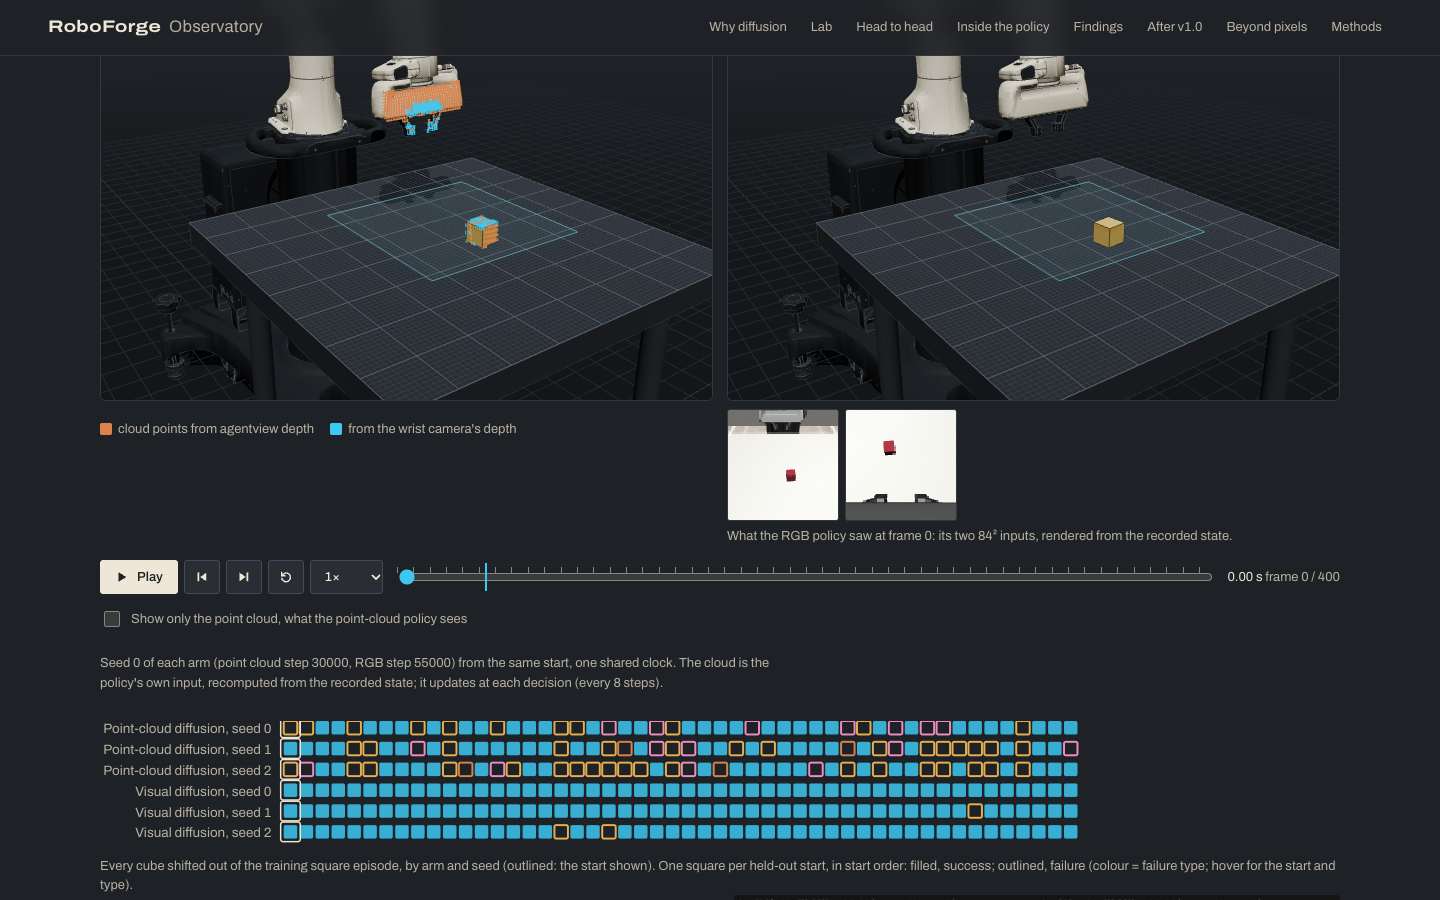 RoboForge Observatory
Why diffusion Lab Head to head Inside the policy Findings After v1.0 Beyond pixels Methods
cloud points from agentview depth from the wrist camera's depth
What the RGB policy saw at frame 0: its two 84² inputs, rendered from the recorded state.
Play 1× 0.00 s frame 0 / 400
Show only the point cloud, what the point-cloud policy sees
Seed 0 of each arm (point cloud step 30000, RGB step 55000) from the same start, one shared clock. The cloud is the
policy's own input, recomputed from the recorded state; it updates at each decision (every 8 steps).
Point-cloud diffusion, seed 0
Point-cloud diffusion, seed 1
Point-cloud diffusion, seed 2
Visual diffusion, seed 0
Visual diffusion, seed 1
Visual diffusion, seed 2
Every cube shifted out of the training square episode, by arm and seed (outlined: the start shown). One square per held-out start, in start order: filled, success; outlined, failure (colour = failure type; hover for the start and
type).